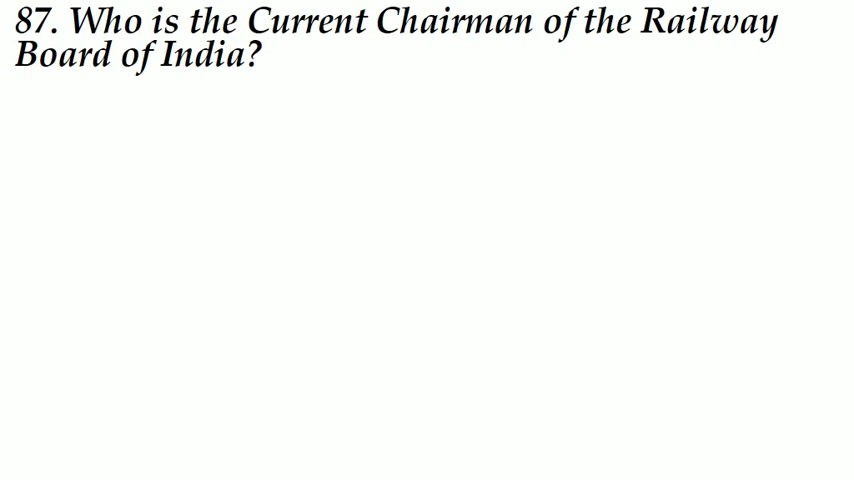 87. Who is the Current Chairman of the Railway
Board of India?